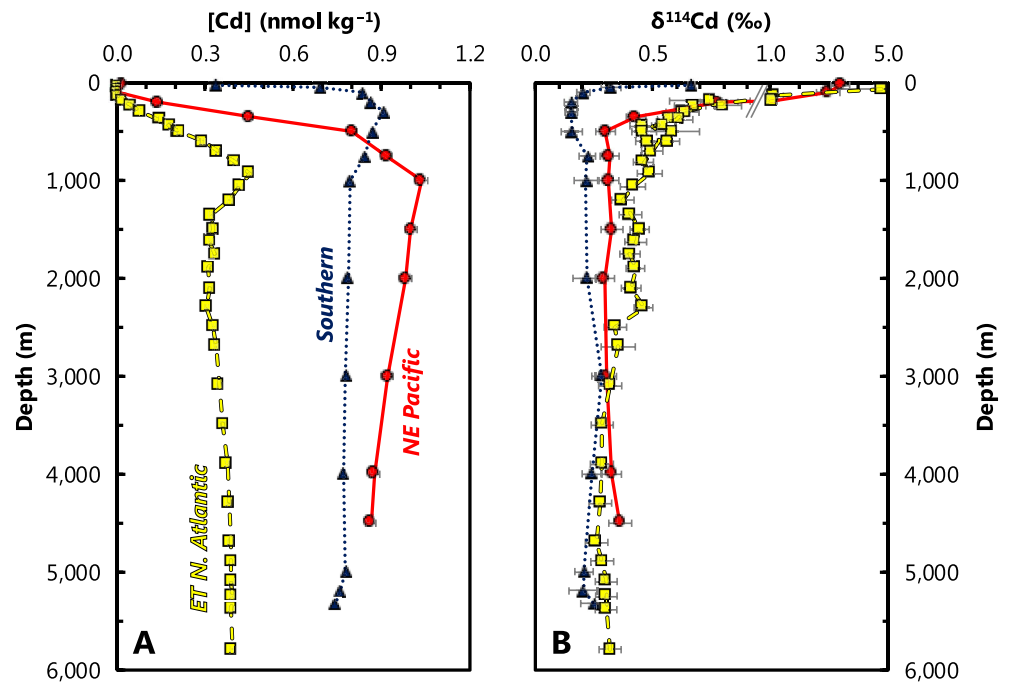 [Cd] (nmol kg⁻¹)
δ¹¹⁴Cd (‰)
0.0 0.3 0.6 0.9 1.2
0.0 0.5 1.0 3.0 5.0
0
1,000
2,000
3,000
4,000
5,000
6,000
Depth (m)
Southern
NE Pacific
ET N. Atlantic
A
B
0
1,000
2,000
3,000
4,000
5,000
6,000
Depth (m)